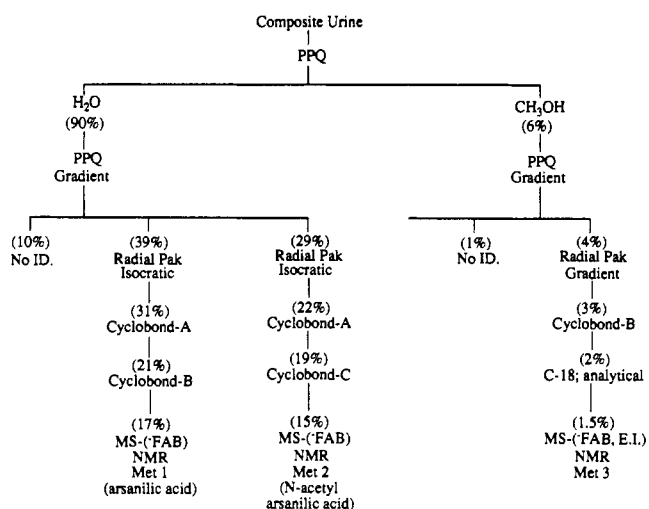 Composite Urine
PPQ
H₂O
(90%)
PPQ
Gradient
CH₃OH
(6%)
PPQ
Gradient
(10%)
No ID.
(39%)
Radial Pak
Isocratic
(31%)
Cyclobond-A
(21%)
Cyclobond-B
(17%)
MS-(⁻FAB)
NMR
Met 1
(arsanilic acid)
(29%)
Radial Pak
Isocratic
(22%)
Cyclobond-A
(19%)
Cyclobond-C
(15%)
MS-(⁻FAB)
NMR
Met 2
(N-acetyl
arsanilic acid)
(1%)
No ID.
(4%)
Radial Pak
Gradient
(3%)
Cyclobond-B
(2%)
C-18; analytical
(1.5%)
MS-(⁻FAB, E.I.)
NMR
Met 3